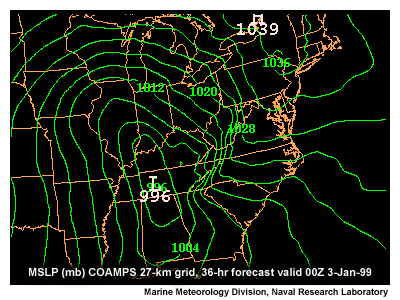 H
1039
1036
1012
1020
1028
996
L
996
1004
MSLP (mb) COAMPS 27-km grid, 36-hr forecast valid 00Z 3-Jan-99
Marine Meteorology Division, Naval Research Laboratory